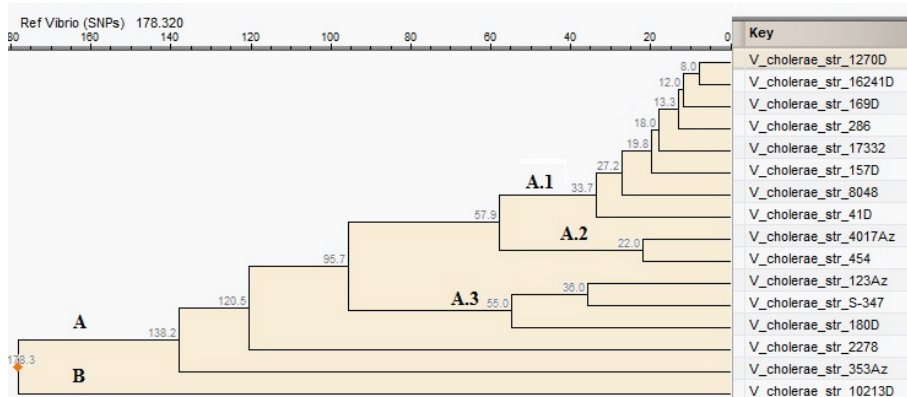 Ref Vibrio (SNPs) 178.320
80 160 140 120 100 80 60 40 20 0
Key
V_cholerae_str_1270D
8.0
V_cholerae_str_16241D
12.0
V_cholerae_str_169D
13.3
V_cholerae_str_286
18.0
V_cholerae_str_17332
19.8
V_cholerae_str_157D
27.2
V_cholerae_str_8048
A.1
33.7
V_cholerae_str_41D
57.9
A.2
V_cholerae_str_4017Az
22.0
V_cholerae_str_454
95.7
V_cholerae_str_123Az
36.0
A.3
55.0
V_cholerae_str_S-347
120.5
V_cholerae_str_180D
A
138.2
V_cholerae_str_2278
178.3
B
V_cholerae_str_353Az
V_cholerae_str_10213D